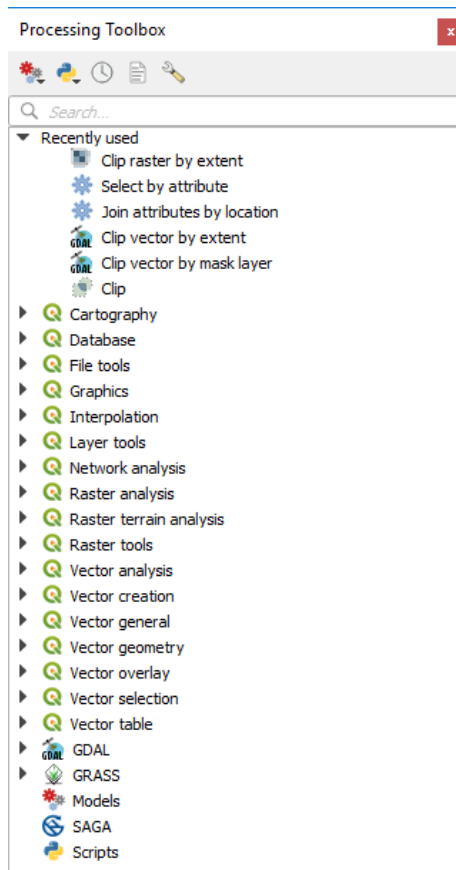 Processing Toolbox
x
Search...
Recently used
Clip raster by extent
Select by attribute
Join attributes by location
GDAL Clip vector by extent
GDAL Clip vector by mask layer
Clip
Cartography
Database
File tools
Graphics
Interpolation
Layer tools
Network analysis
Raster analysis
Raster terrain analysis
Raster tools
Vector analysis
Vector creation
Vector general
Vector geometry
Vector overlay
Vector selection
Vector table
GDAL GDAL
GRASS
Models
SAGA
Scripts